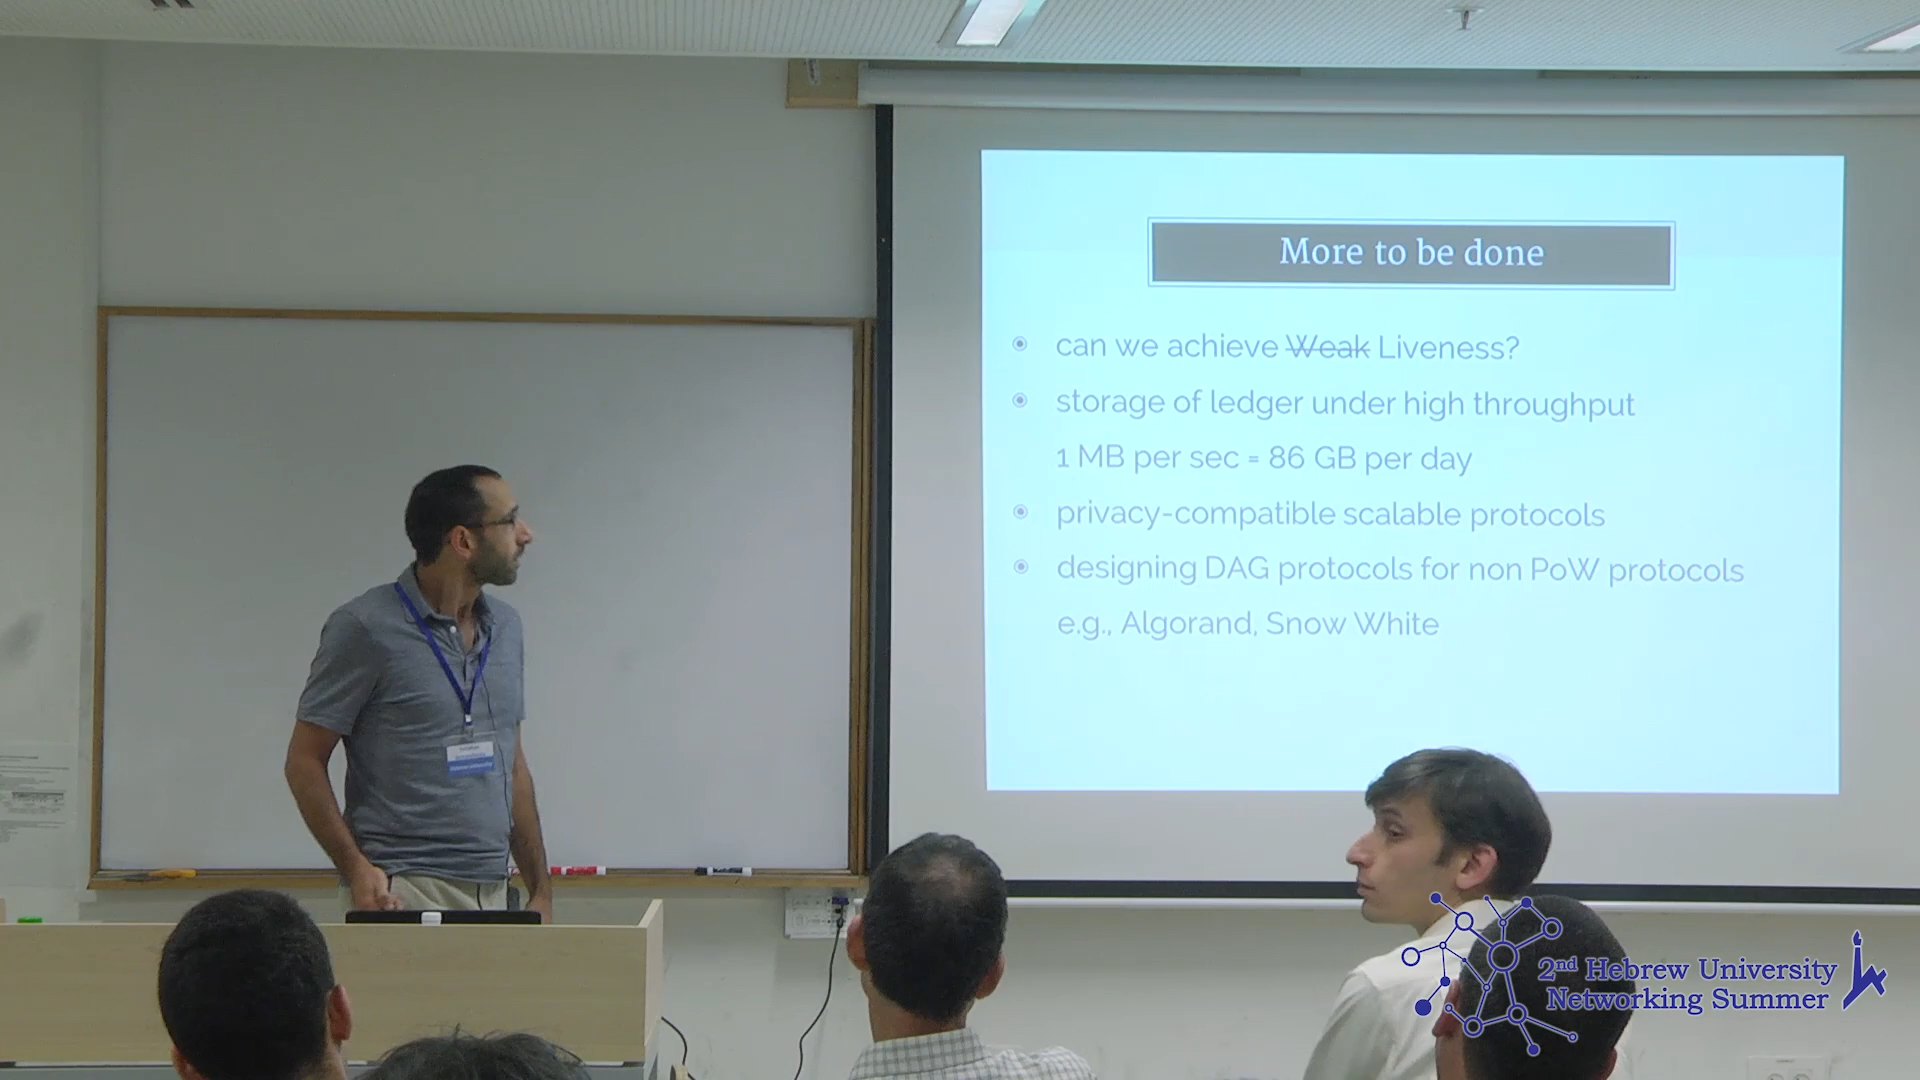 More to be done
can we achieve Weak Liveness?
storage of ledger under high throughput
1 MB per sec = 86 GB per day
privacy-compatible scalable protocols
designing DAG protocols for non PoW protocols
e.g., Algorand, Snow White
2nd Hebrew University
Networking Summer